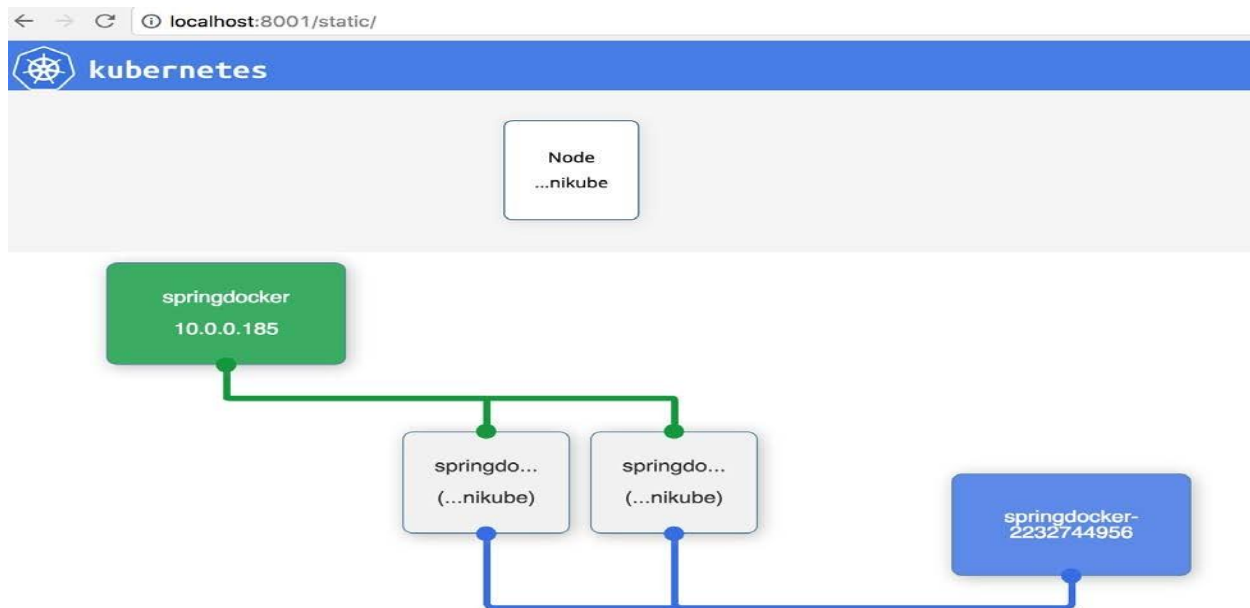 localhost:8001/static/
kubernetes
Node
...nikube
springdocker
10.0.0.185
springdo...
(...nikube)
springdo...
(...nikube)
springdocker-
2232744956